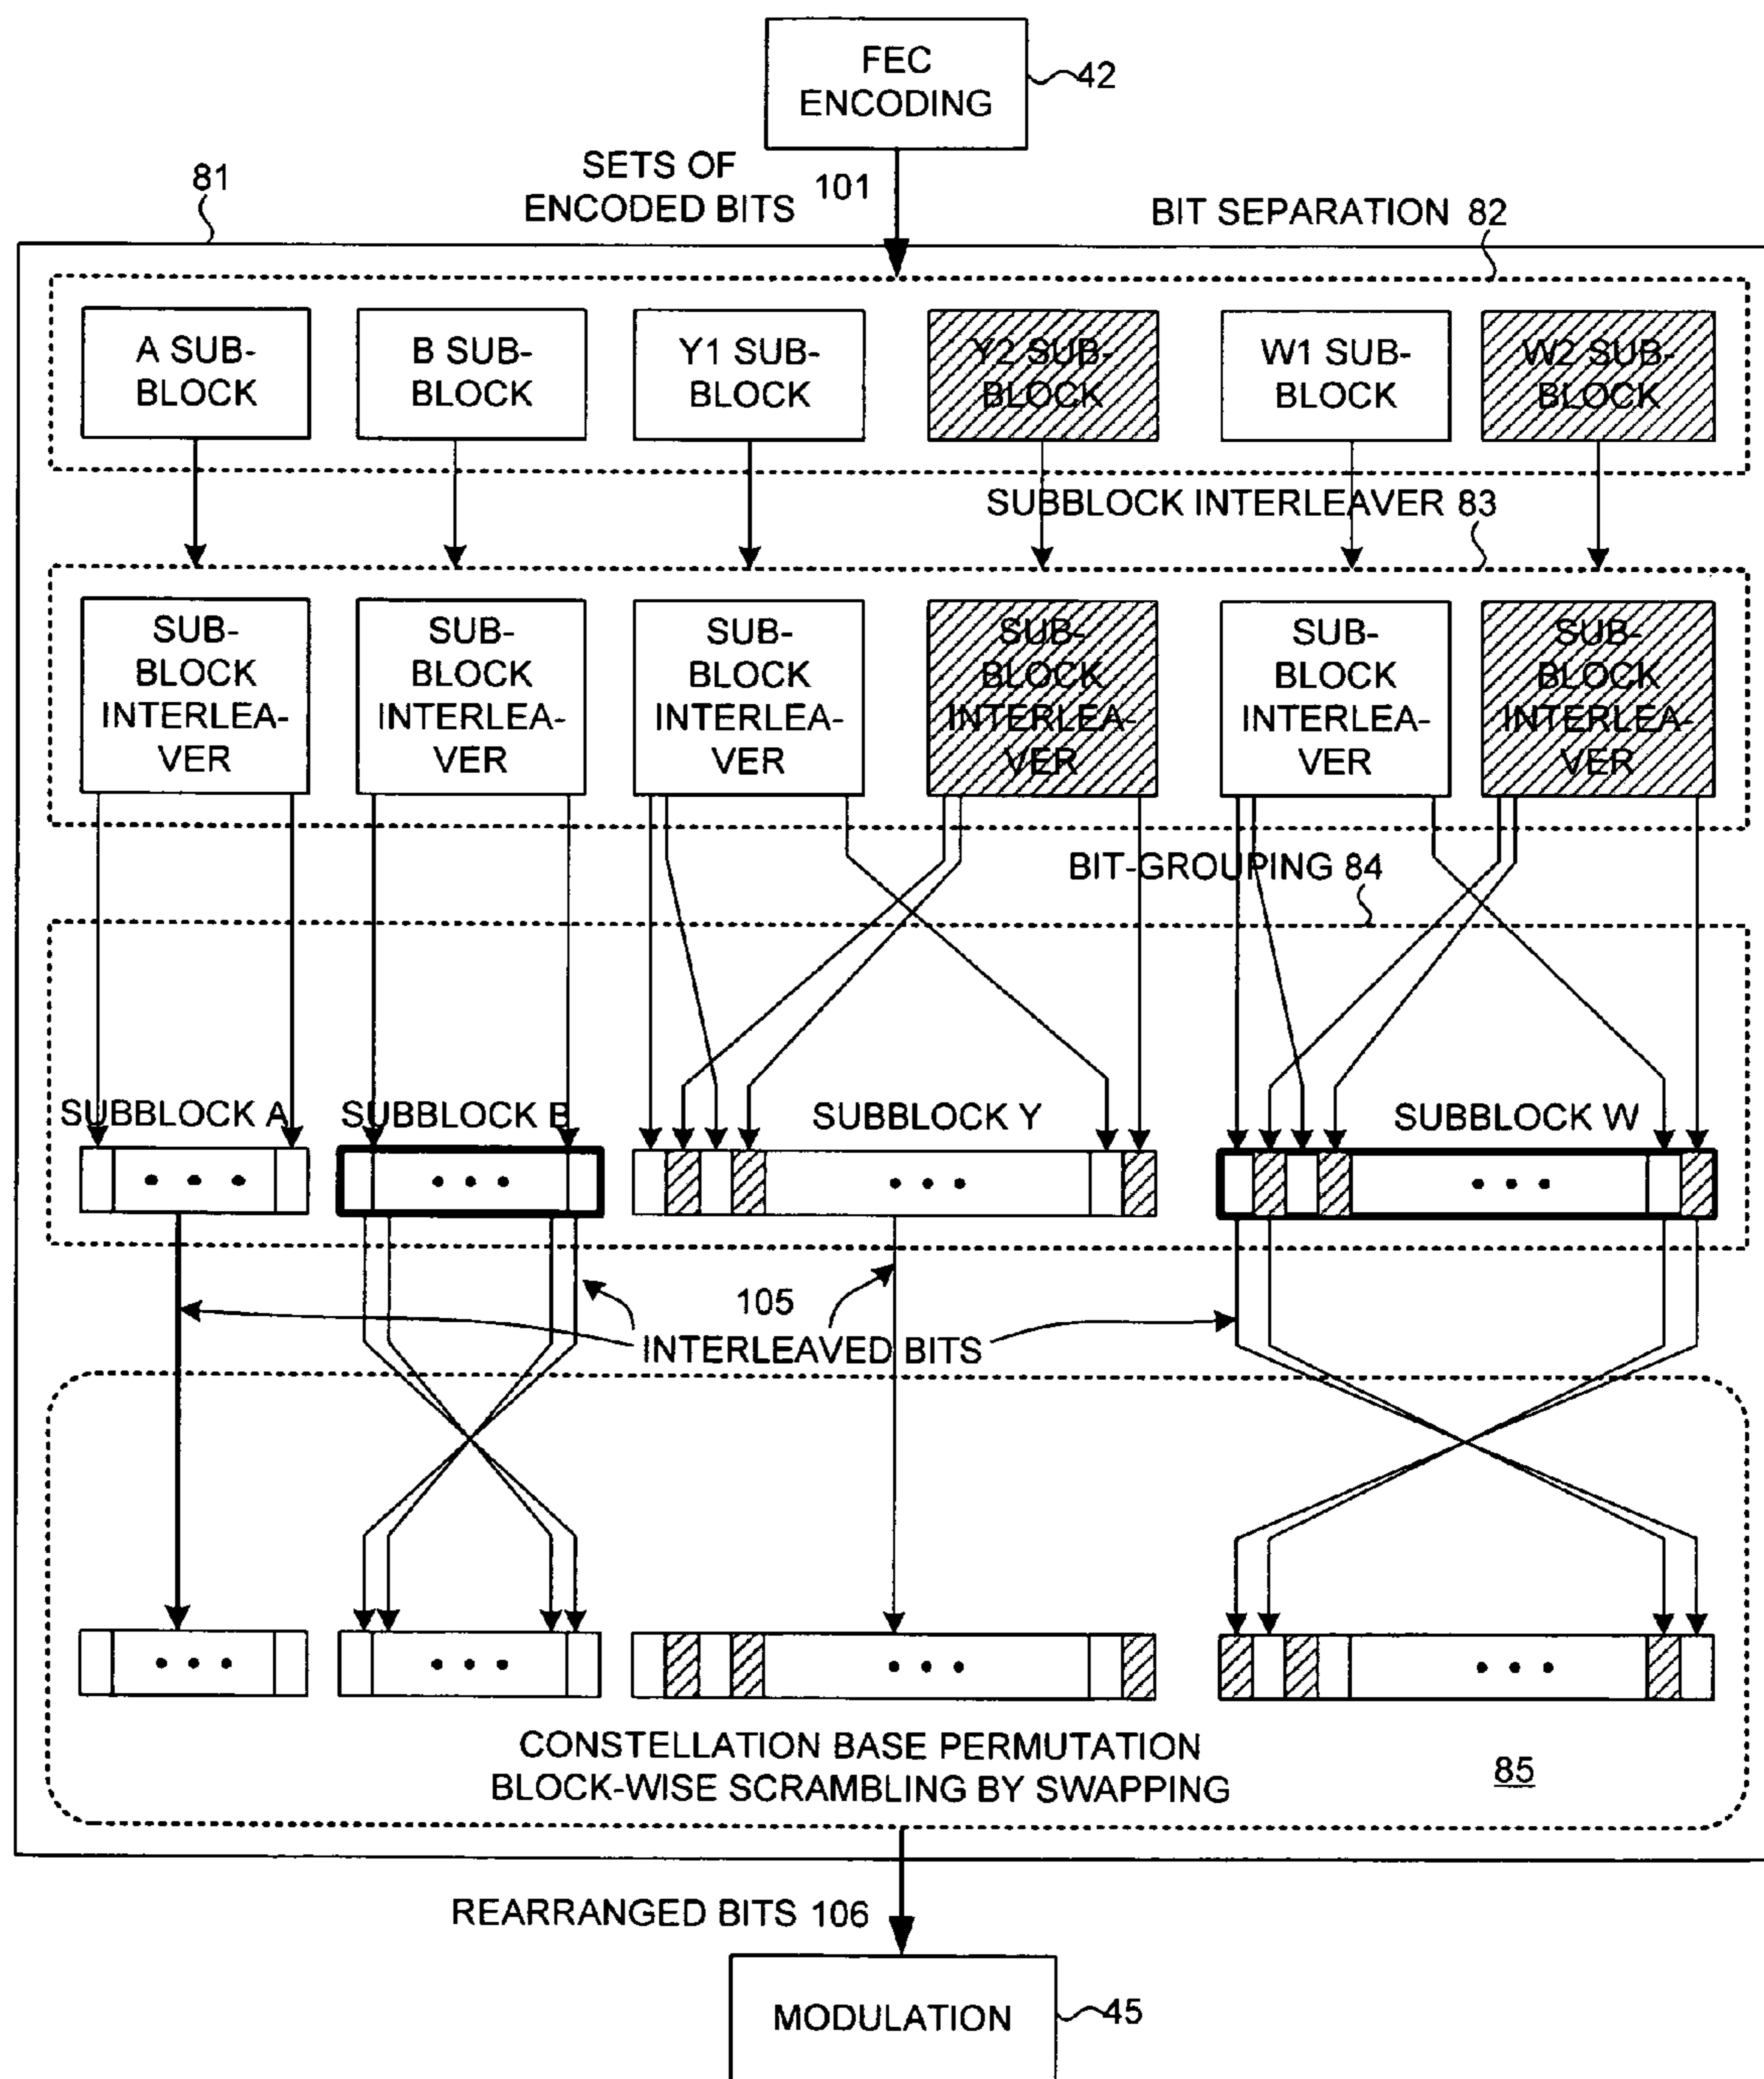 FEC
ENCODING
42
SETS OF
ENCODED BITS
101
81
BIT SEPARATION 82
A SUB-
BLOCK
B SUB-
BLOCK
Y1 SUB-
BLOCK
Y2 SUB-
BLOCK
W1 SUB-
BLOCK
W2 SUB-
BLOCK
SUBBLOCK INTERLEAVER 83
SUB-
BLOCK
INTERLEA-
VER
SUB-
BLOCK
INTERLEA-
VER
SUB-
BLOCK
INTERLEA-
VER
SUB-
BLOCK
INTERLEA-
VER
SUB-
BLOCK
INTERLEA-
VER
SUB-
BLOCK
INTERLEA-
VER
BIT-GROUPING 84
SUBBLOCK A
SUBBLOCK B
SUBBLOCK Y
SUBBLOCK W
105
INTERLEAVED BITS
CONSTELLATION BASE PERMUTATION
BLOCK-WISE SCRAMBLING BY SWAPPING
85
REARRANGED BITS 106
MODULATION
45